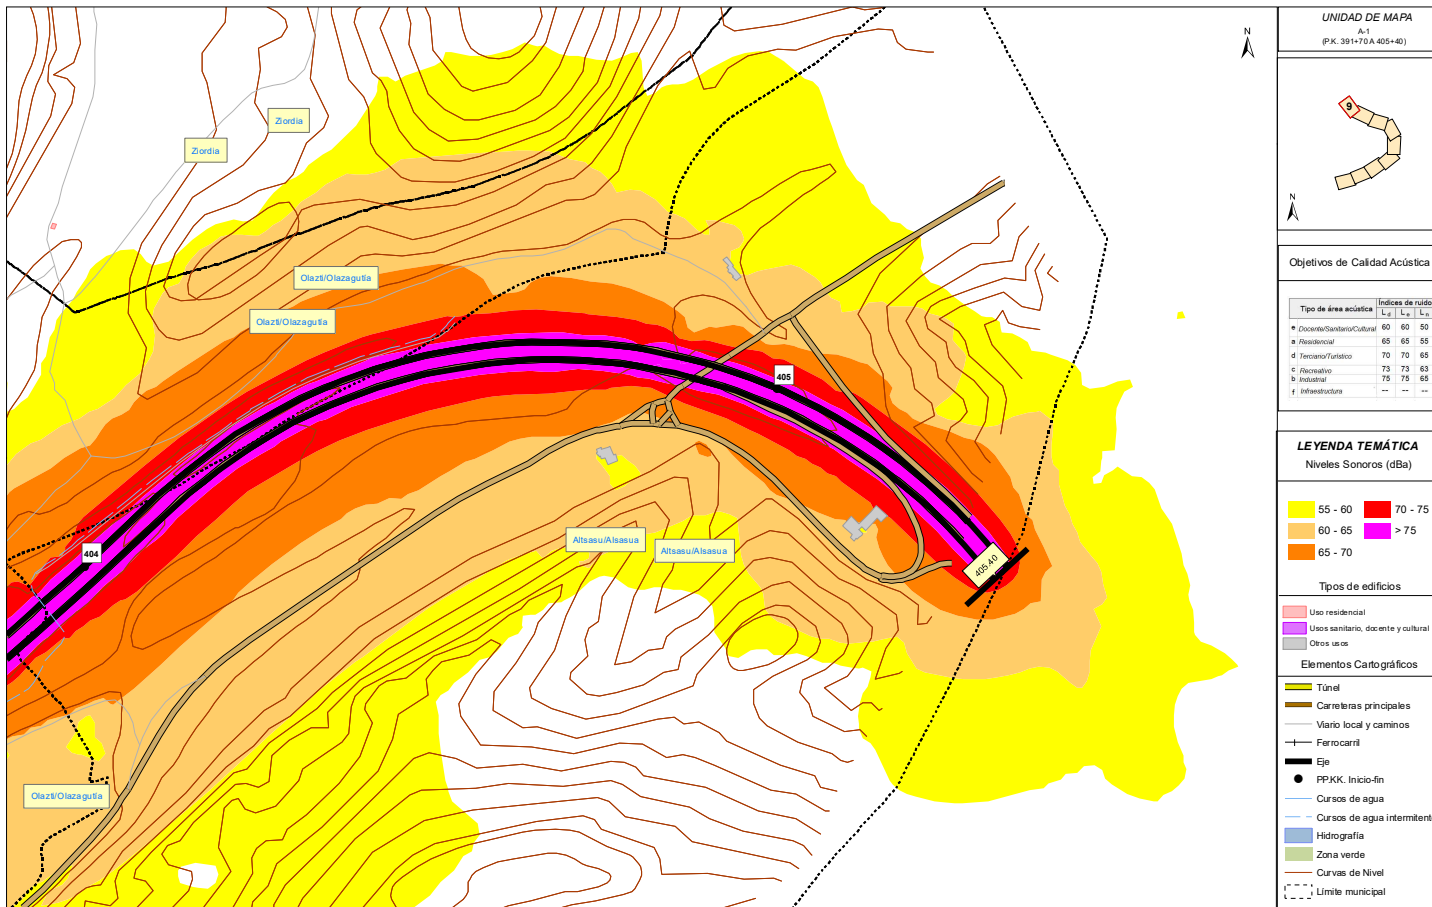 UNIDAD DE MAPA
A-1
(P.K. 391+70 A 405+40)
N
9
N
Ziordia
Ziordia
Olazti/Olazagutía
Olazti/Olazagutía
405
404
Altsasu/Alsasua
Altsasu/Alsasua
405.40
Olazti/Olazagutía
Objetivos de Calidad Acústica
Tipo de área acústica Índices de ruido
L d L e L n
e Docente/Sanitario/Cultural 60 60 50
a Residencial 65 65 55
d Terciario/Turístico 70 70 65
c Recreativo 73 73 63
b Industrial 75 75 65
f Infraestructura -- -- --
LEYENDA TEMÁTICA
Niveles Sonoros (dBa)
55 - 60 70 - 75
60 - 65 > 75
65 - 70
Tipos de edificios
Uso residencial
Usos sanitario, docente y cultural
Otros usos
Elementos Cartográficos
Túnel
Carreteras principales
Viario local y caminos
Ferrocarril
Eje
PP.KK. Inicio-fin
Cursos de agua
Cursos de agua intermitente
Hidrografía
Zona verde
Curvas de Nivel
Límite municipal